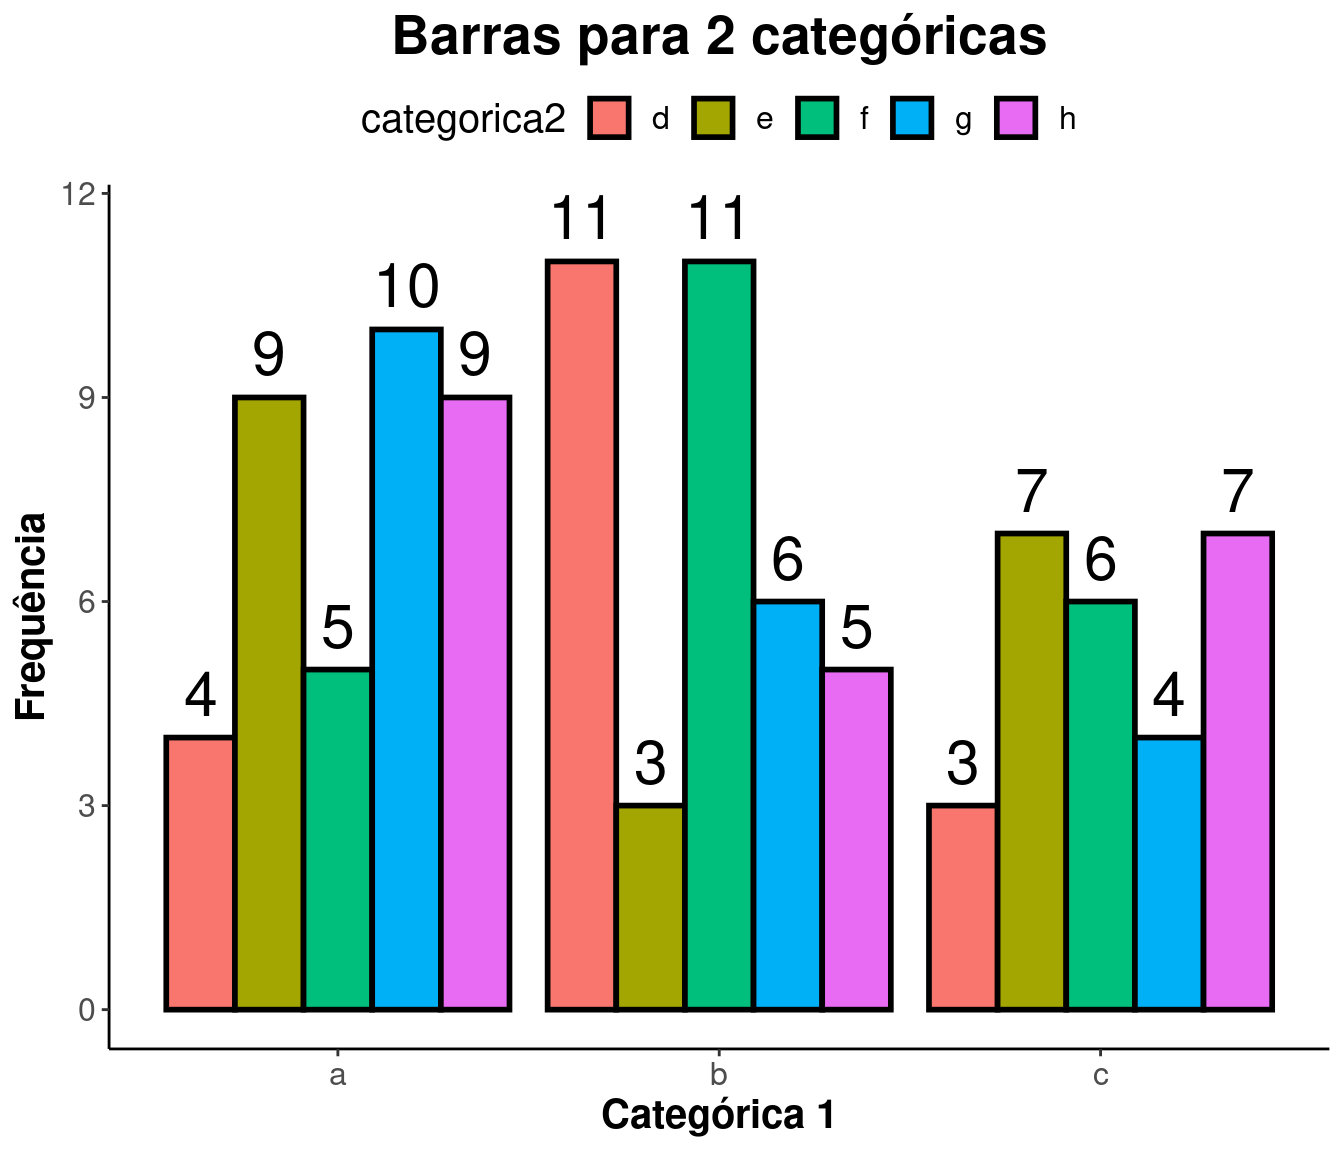 Barras para 2 categóricas
categorica2 d e f g h
12
9
6
3
0
Frequência
4 9 5 10 9
11 3 11 6 5
3 7 6 4 7
a b c
Categórica 1